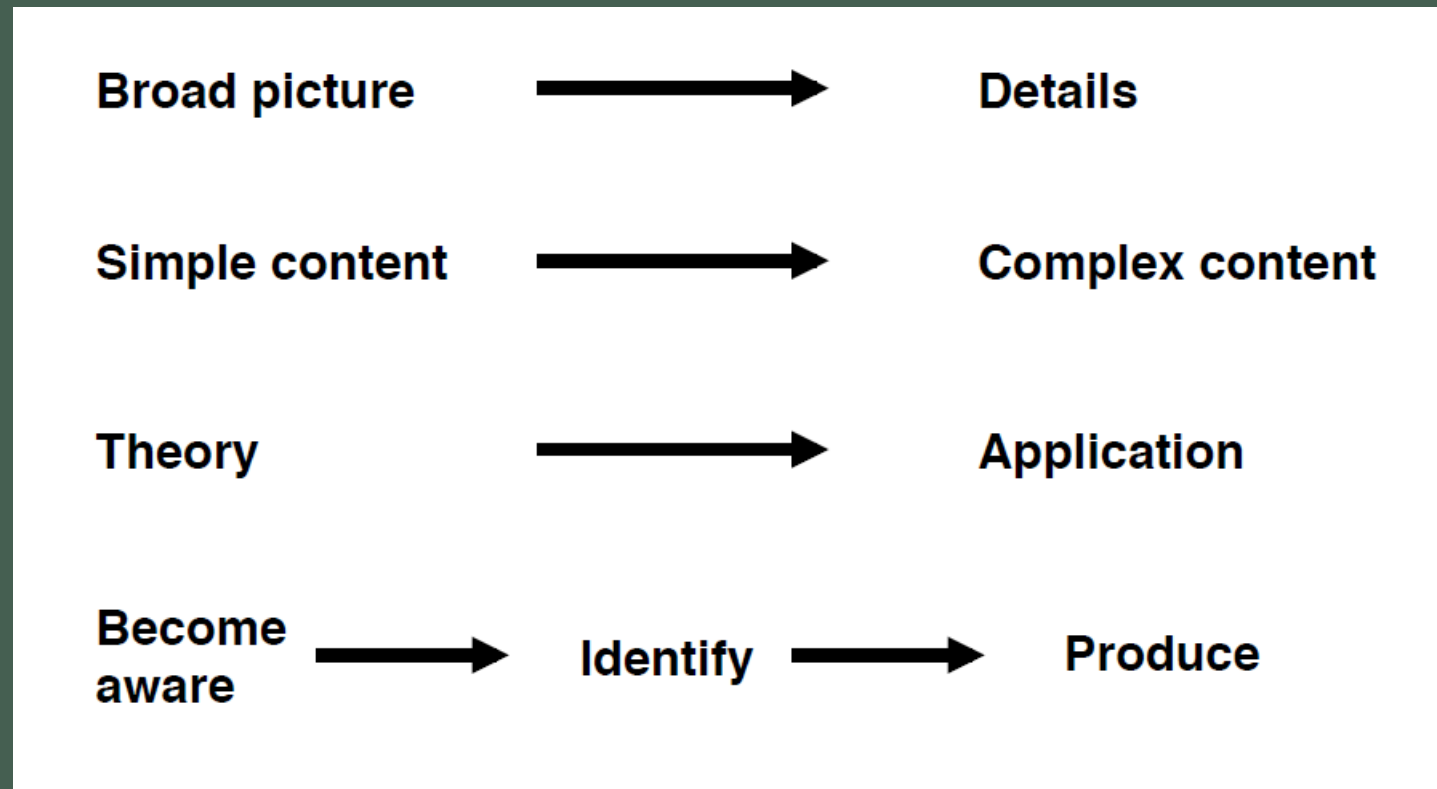 Broad picture Details
Simple content Complex content
Theory Application
Become
aware Identify Produce